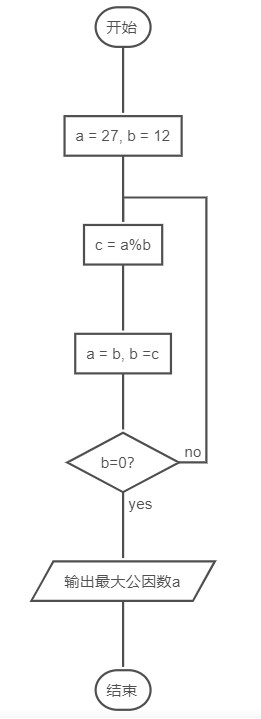 开始
a = 27, b = 12
c = a%b
a = b, b =c
b=0?
no
yes
输出最大公因数a
结束